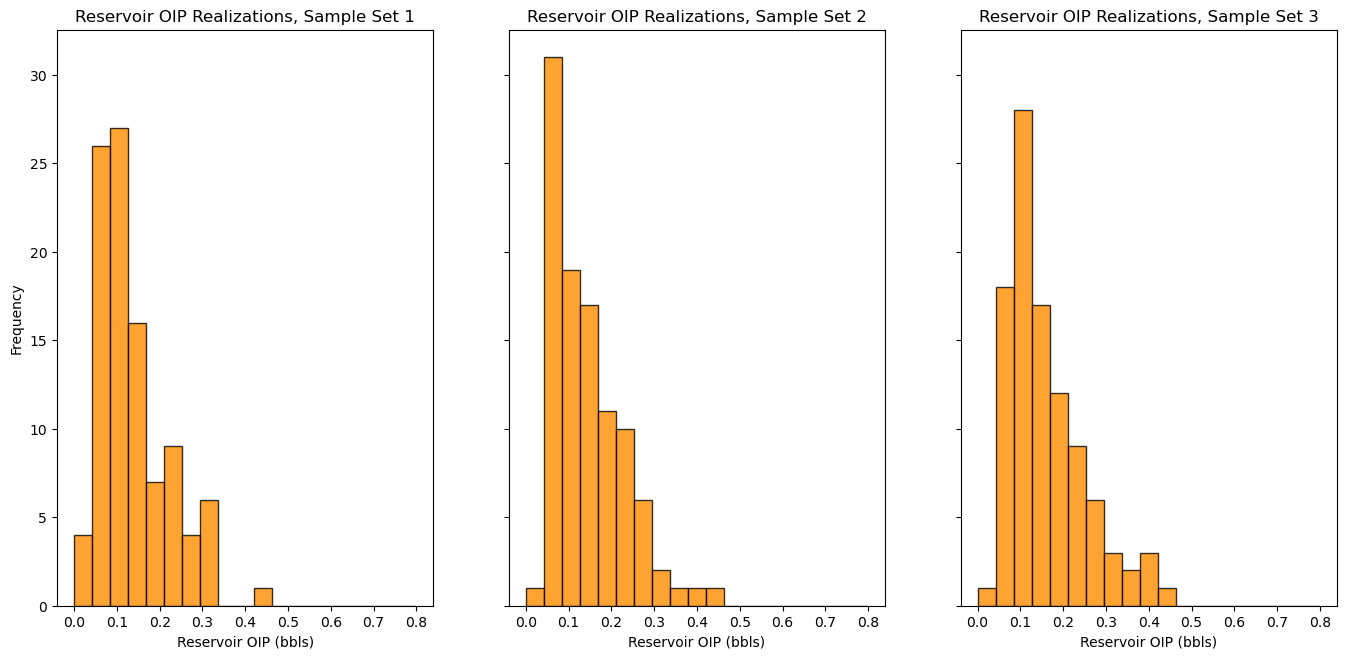 Reservoir OIP Realizations, Sample Set 1
Reservoir OIP Realizations, Sample Set 2
Reservoir OIP Realizations, Sample Set 3
30
25
20
15
10
5
0
Frequency
0.0 0.1 0.2 0.3 0.4 0.5 0.6 0.7 0.8
0.0 0.1 0.2 0.3 0.4 0.5 0.6 0.7 0.8
0.0 0.1 0.2 0.3 0.4 0.5 0.6 0.7 0.8
Reservoir OIP (bbls)
Reservoir OIP (bbls)
Reservoir OIP (bbls)